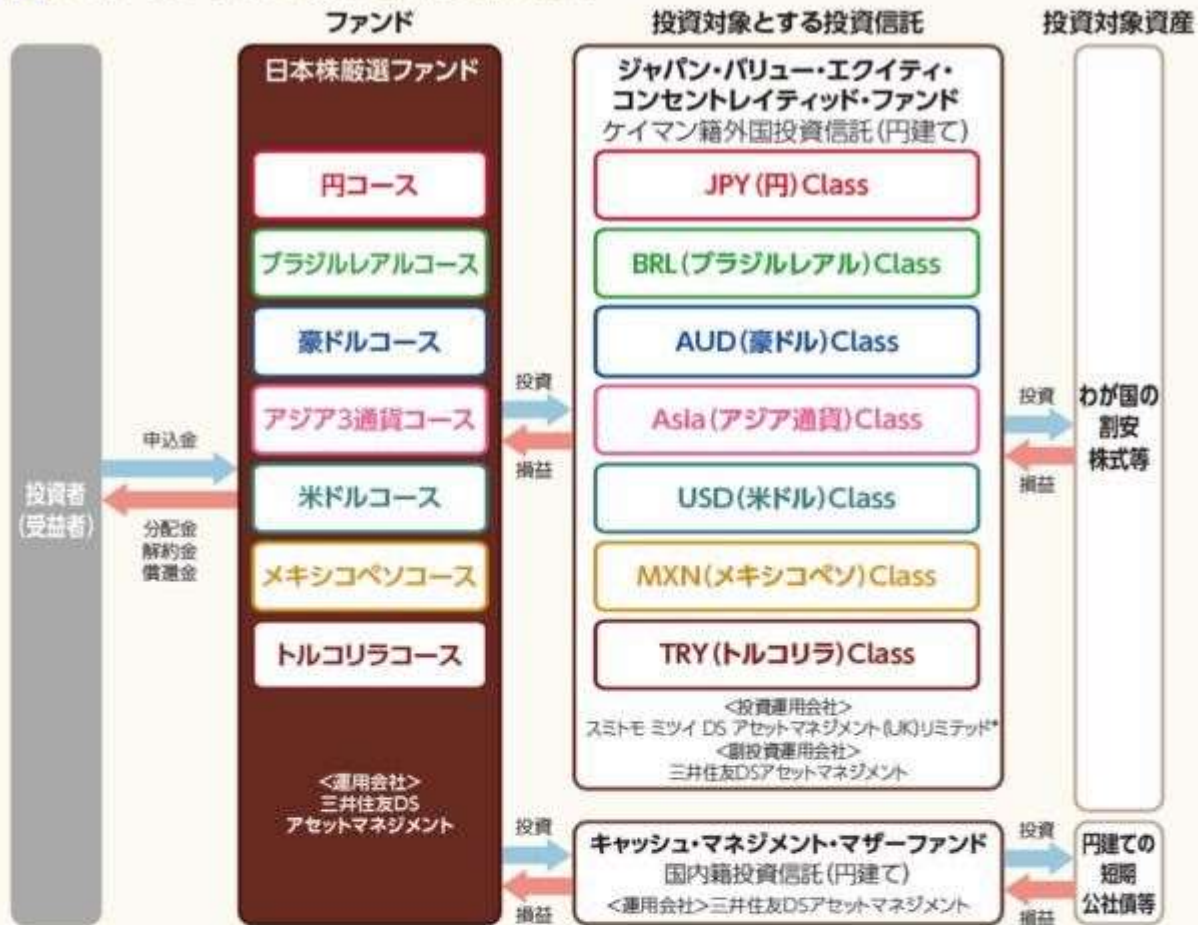 ファンド
投資対象とする投資信託
投資対象資産
日本株厳選ファンド
ジャパン・バリュー・エクイティ・
コンセントレイティッド・ファンド
ケイマン籍外国投資信託(円建て)
円コース
JPY(円)Class
ブラジルレアルコース
BRL(ブラジルレアル)Class
豪ドルコース
AUD(豪ドル)Class
アジア3通貨コース
Asia(アジア通貨)Class
米ドルコース
USD(米ドル)Class
メキシコペソコース
MXN(メキシコペソ)Class
トルコリラコース
TRY(トルコリラ)Class
投資者
(受益者)
申込金
分配金
解約金
償還金
投資
損益
投資
損益
わが国の
割安
株式等
<投資運用会社>
スミトモ ミツイ DS アセットマネジメント(UK)リミテッド*
<副投資運用会社>
三井住友DSアセットマネジメント
<運用会社>
三井住友DS
アセットマネジメント
投資
損益
キャッシュ・マネジメント・マザーファンド
国内籍投資信託(円建て)
<運用会社>三井住友DSアセットマネジメント
投資
損益
円建ての
短期
公社債等